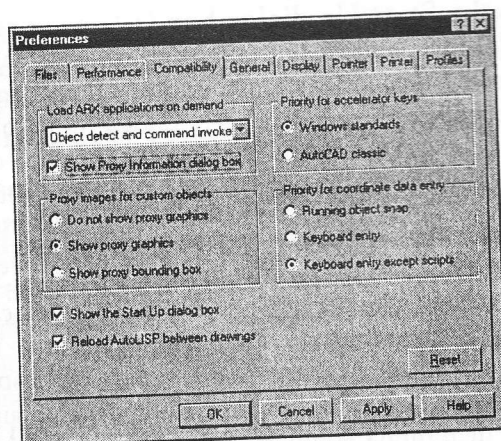 Preferences
Files Performance Compatibility General Display Pointer Printer Profiles
Load ARX applications on demand
Object detect and command invoke
Show Proxy Information dialog box
Proxy images for custom objects
Do not show proxy graphics
Show proxy graphics
Show proxy bounding box
Show the Start Up dialog box
Reload AutoLISP between drawings
Priority for accelerator keys
Windows standards
AutoCAD classic
Priority for coordinate data entry
Running object snap
Keyboard entry
Keyboard entry except scripts
Reset
OK Cancel Apply Help